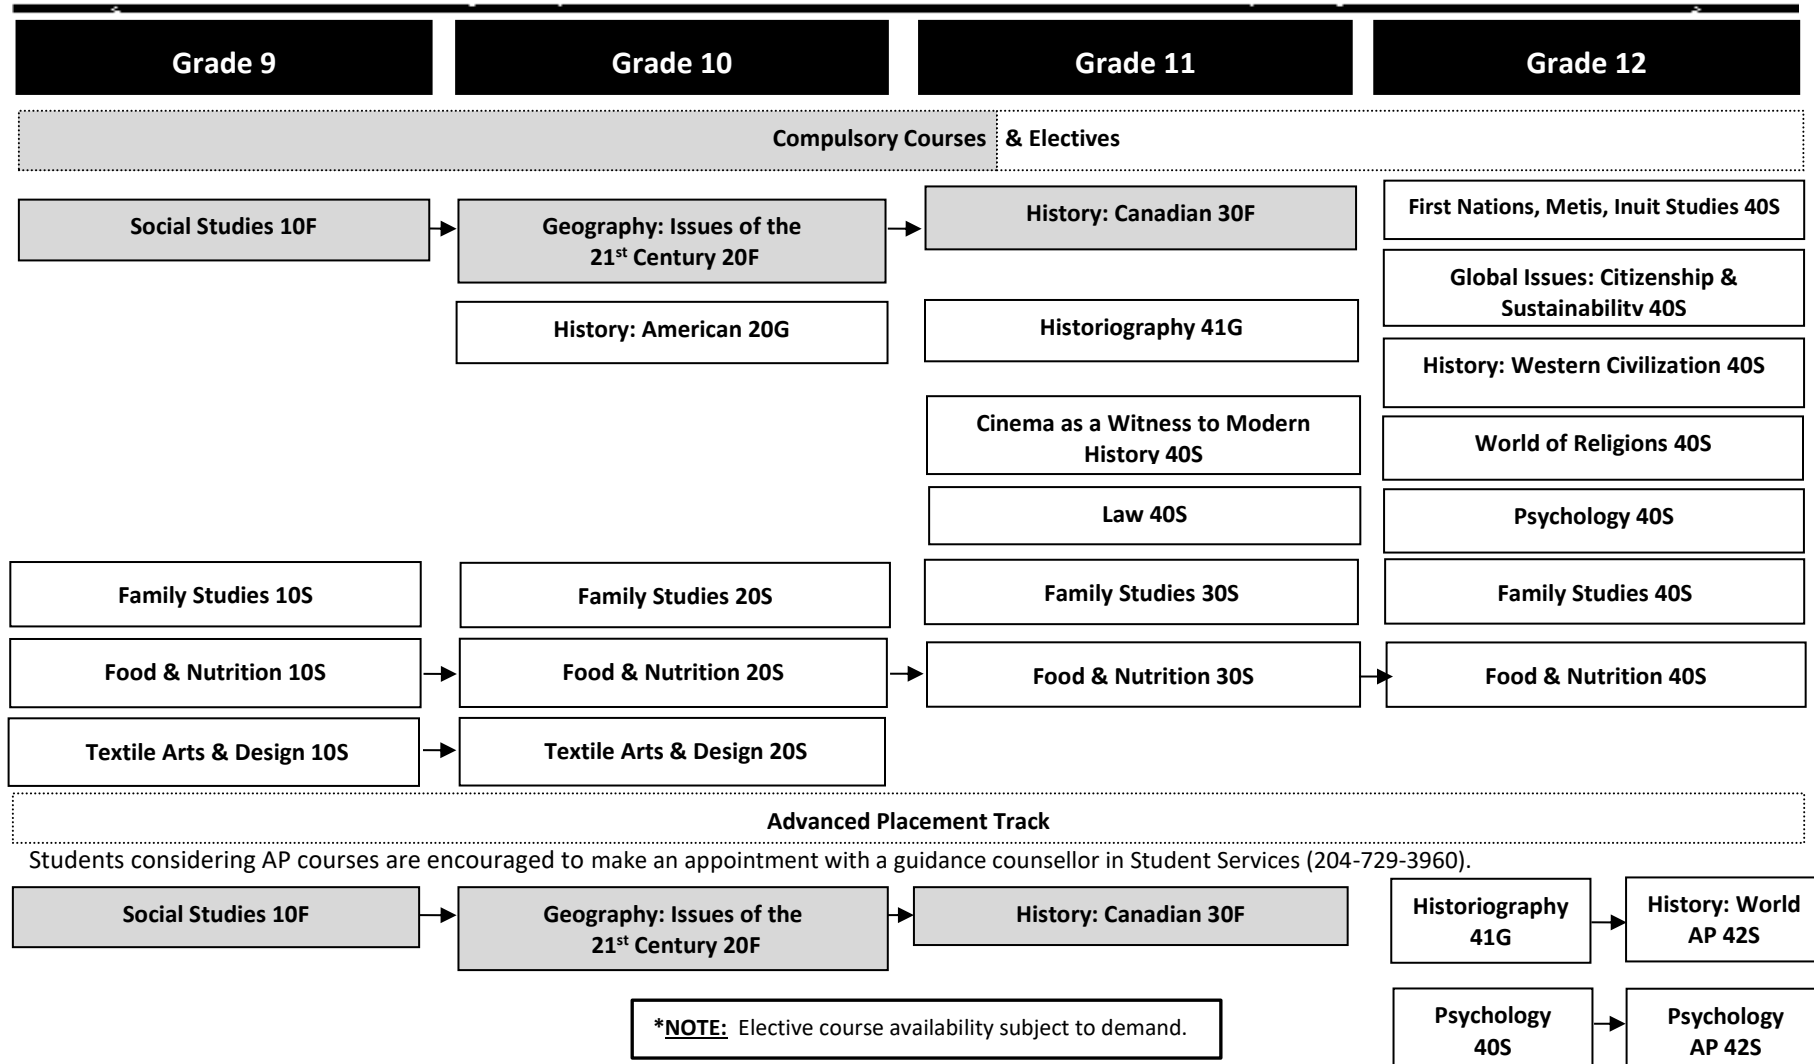 Grade 9
Grade 10
Grade 11
Grade 12
Compulsory Courses & Electives
Social Studies 10F
Geography: Issues of the
21st Century 20F
History: Canadian 30F
First Nations, Metis, Inuit Studies 40S
Global Issues: Citizenship &
Sustainability 40S
History: American 20G
Historiography 41G
History: Western Civilization 40S
Cinema as a Witness to Modern
History 40S
World of Religions 40S
Law 40S
Psychology 40S
Family Studies 10S
Family Studies 20S
Family Studies 30S
Family Studies 40S
Food & Nutrition 10S
Food & Nutrition 20S
Food & Nutrition 30S
Food & Nutrition 40S
Textile Arts & Design 10S
Textile Arts & Design 20S
Advanced Placement Track
Students considering AP courses are encouraged to make an appointment with a guidance counsellor in Student Services (204-729-3960).
Social Studies 10F
Geography: Issues of the
21st Century 20F
History: Canadian 30F
Historiography
41G
History: World
AP 42S
*NOTE: Elective course availability subject to demand.
Psychology
40S
Psychology
AP 42S